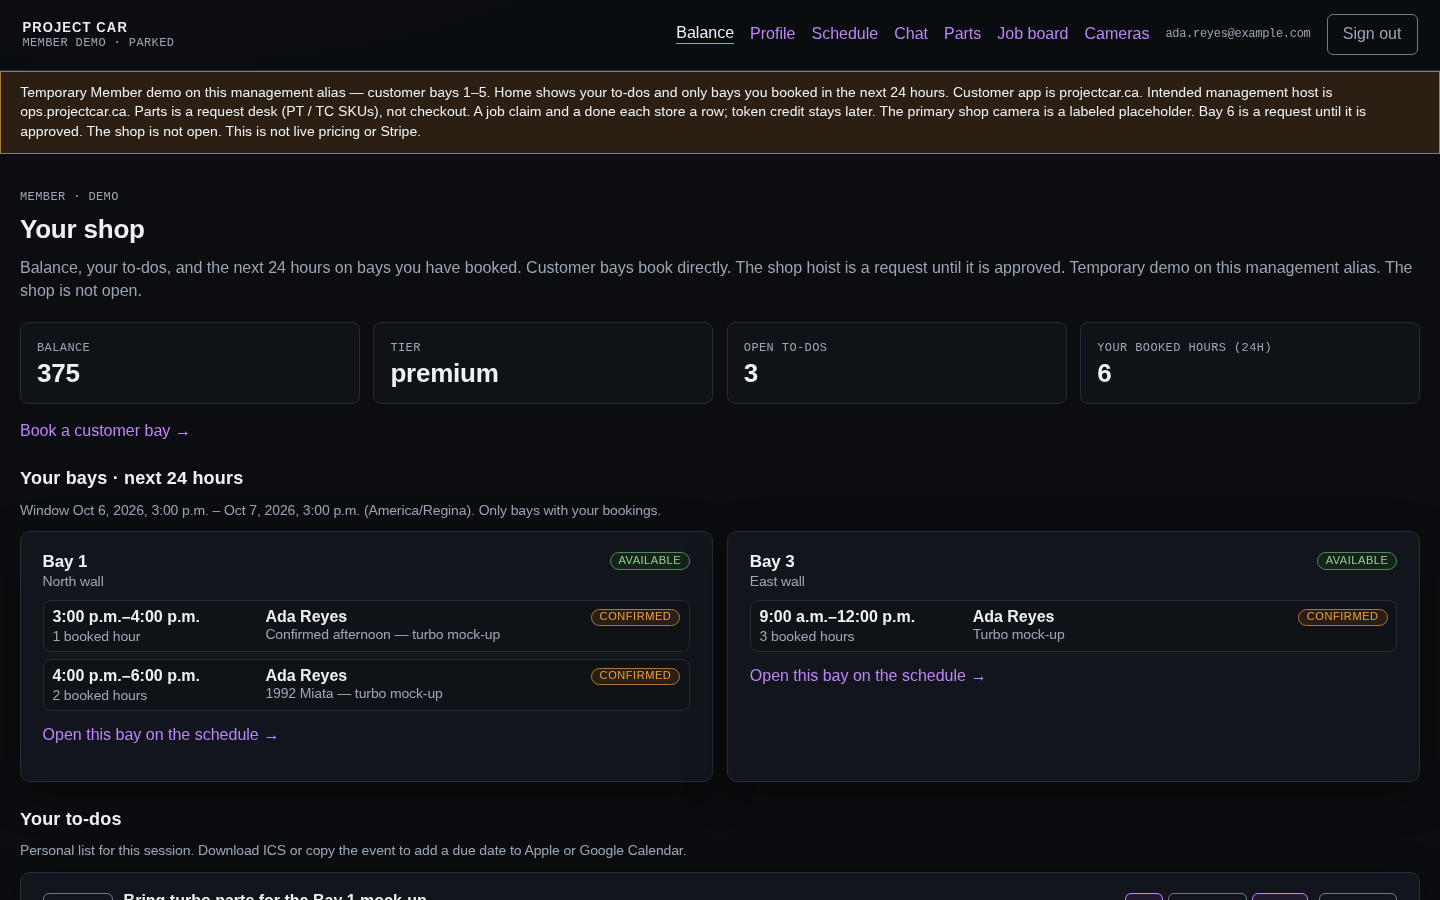 PROJECT CAR
MEMBER DEMO · PARKED
Balance Profile Schedule Chat Parts Job board Cameras ada.reyes@example.com Sign out
Temporary Member demo on this management alias — customer bays 1–5. Home shows your to-dos and only bays you booked in the next 24 hours. Customer app is projectcar.ca. Intended management host is
ops.projectcar.ca. Parts is a request desk (PT / TC SKUs), not checkout. A job claim and a done each store a row; token credit stays later. The primary shop camera is a labeled placeholder. Bay 6 is a request until it is
approved. The shop is not open. This is not live pricing or Stripe.
MEMBER · DEMO
Your shop
Balance, your to-dos, and the next 24 hours on bays you have booked. Customer bays book directly. The shop hoist is a request until it is approved. Temporary demo on this management alias. The
shop is not open.
BALANCE
375
TIER
premium
OPEN TO-DOS
3
YOUR BOOKED HOURS (24H)
6
Book a customer bay →
Your bays · next 24 hours
Window Oct 6, 2026, 3:00 p.m. – Oct 7, 2026, 3:00 p.m. (America/Regina). Only bays with your bookings.
Bay 1 AVAILABLE
North wall
3:00 p.m.–4:00 p.m. Ada Reyes CONFIRMED
1 booked hour Confirmed afternoon — turbo mock-up
4:00 p.m.–6:00 p.m. Ada Reyes CONFIRMED
2 booked hours 1992 Miata — turbo mock-up
Open this bay on the schedule →
Bay 3 AVAILABLE
East wall
9:00 a.m.–12:00 p.m. Ada Reyes CONFIRMED
3 booked hours Turbo mock-up
Open this bay on the schedule →
Your to-dos
Personal list for this session. Download ICS or copy the event to add a due date to Apple or Google Calendar.
Bring turbo parts for the Bay 1 mock-up